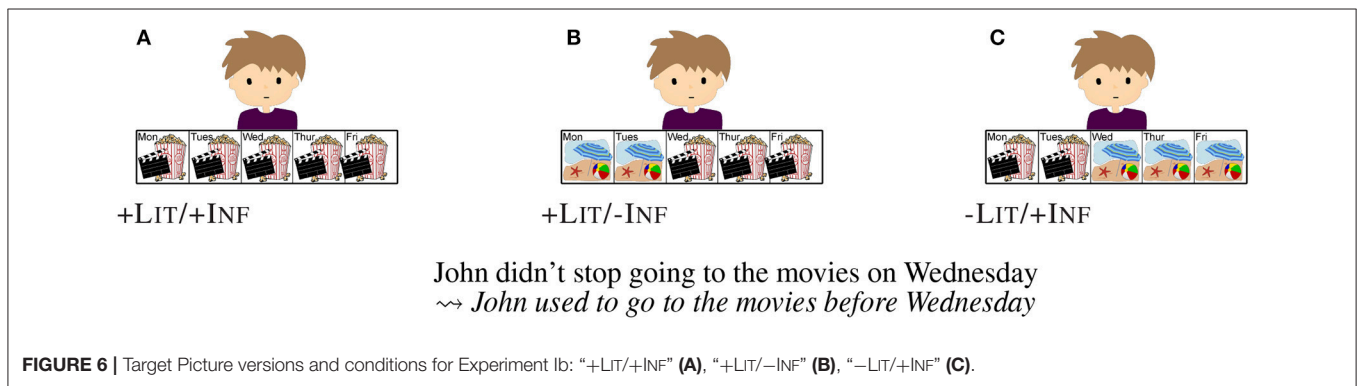 A
B
C
Mon Tues Wed Thur Fri
Mon Tues Wed Thur Fri
Mon Tues Wed Thur Fri
+LIT/+INF
+LIT/-INF
-LIT/+INF
John didn't stop going to the movies on Wednesday
⇝ John used to go to the movies before Wednesday
FIGURE 6 | Target Picture versions and conditions for Experiment Ib: “+LIT/+INF” (A), “+LIT/−INF” (B), “−LIT/+INF” (C).